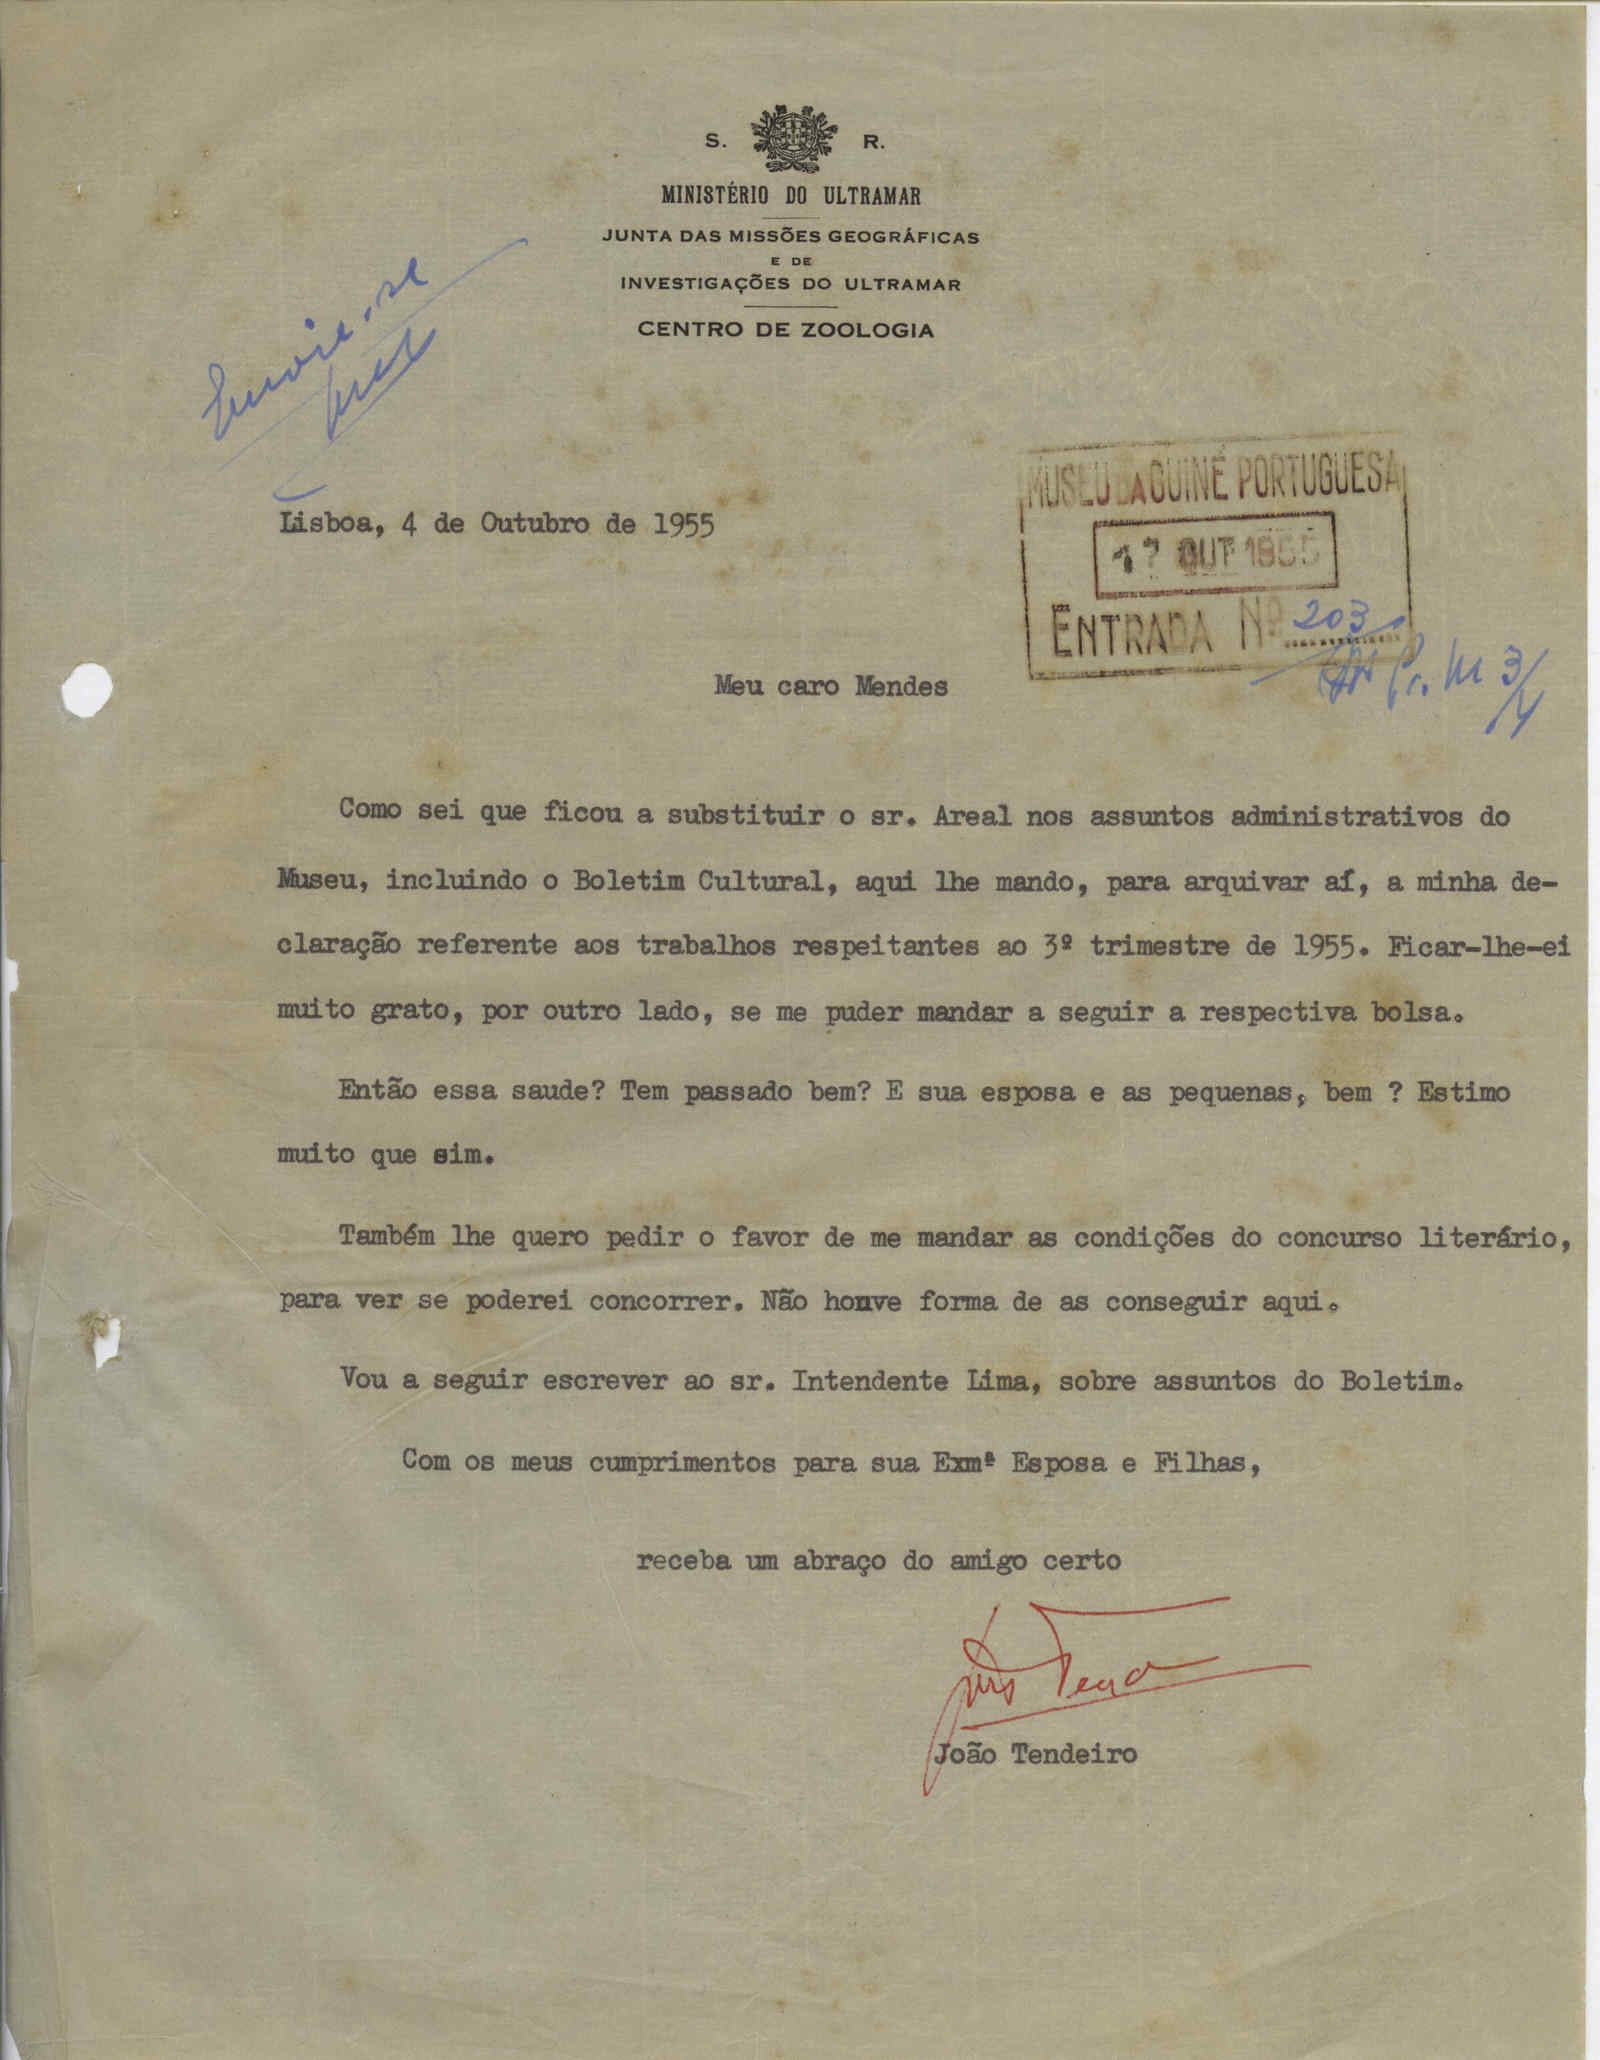 S. R.
MINISTÉRIO DO ULTRAMAR
JUNTA DAS MISSÕES GEOGRÁFICAS
E DE
INVESTIGAÇÕES DO ULTRAMAR
CENTRO DE ZOOLOGIA
Envie-se
Lisboa, 4 de Outubro de 1955
MUSEU DA GUINÉ PORTUGUESA
17 OUT 1955
ENTRADA Nº 203
Meu caro Mendes
Como sei que ficou a substituir o sr. Areal nos assuntos administrativos do
Museu, incluindo o Boletim Cultural, aqui lhe mando, para arquivar aí, a minha de-
claração referente aos trabalhos respeitantes ao 3º trimestre de 1955. Ficar-lhe-ei
muito grato, por outro lado, se me puder mandar a seguir a respectiva bolsa.
Então essa saude? Tem passado bem? E sua esposa e as pequenas, bem ? Estimo
muito que sim.
Também lhe quero pedir o favor de me mandar as condições do concurso literário,
para ver se poderei concorrer. Não houve forma de as conseguir aqui.
Vou a seguir escrever ao sr. Intendente Lima, sobre assuntos do Boletim.
Com os meus cumprimentos para sua Exmª Esposa e Filhas,
receba um abraço do amigo certo
João Tendeiro